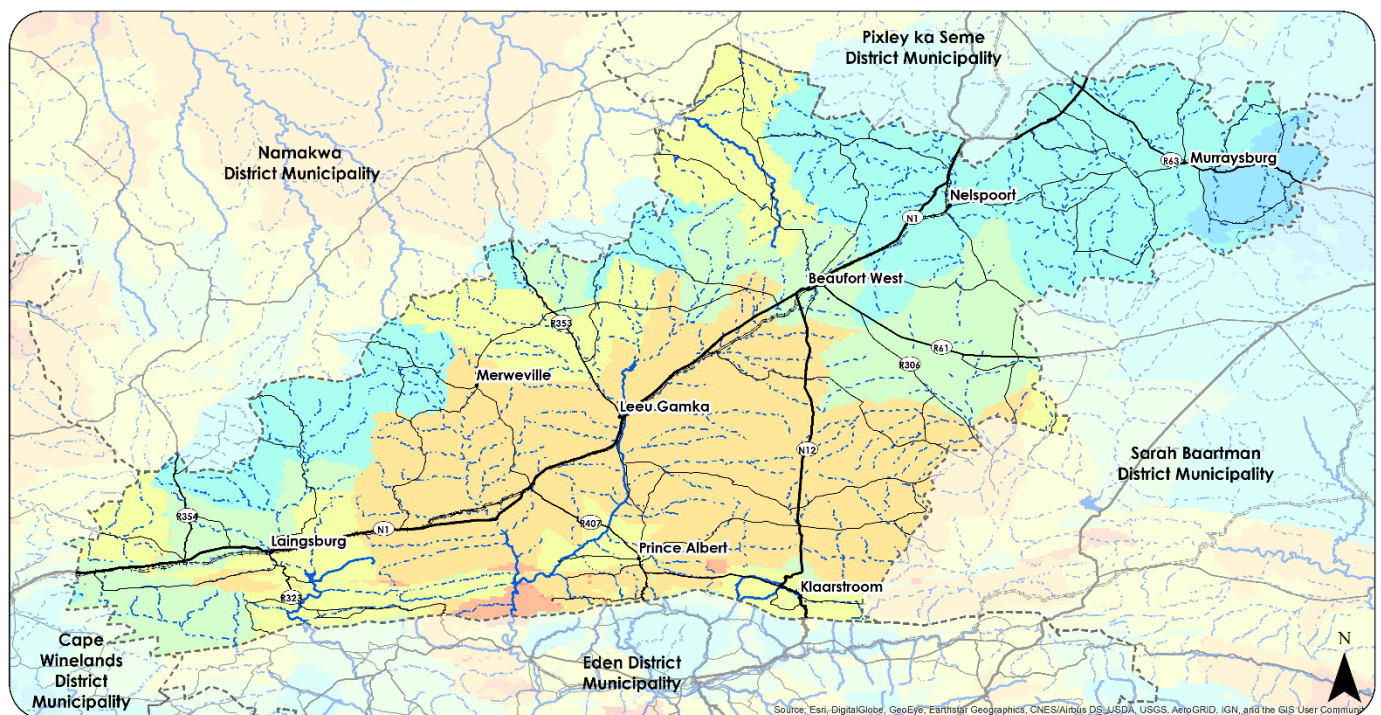 Pixley ka Seme
District Municipality
Namakwa
District Municipality
R63
Murraysburg
Nelspoort
N1
Beaufort West
R353
R61
R306
Merweville
Leeu Gamka
N12
Sarah Baartman
District Municipality
R354
R407
N1
Laingsburg
Prince Albert
Klaarstroom
R323
Cape
Winelands
District
Municipality
Eden District
Municipality
N
Source: Esri, DigitalGlobe, GeoEye, Earthstar Geographics, CNES/Airbus DS, USDA, USGS, AeroGRID, IGN, and the GIS User